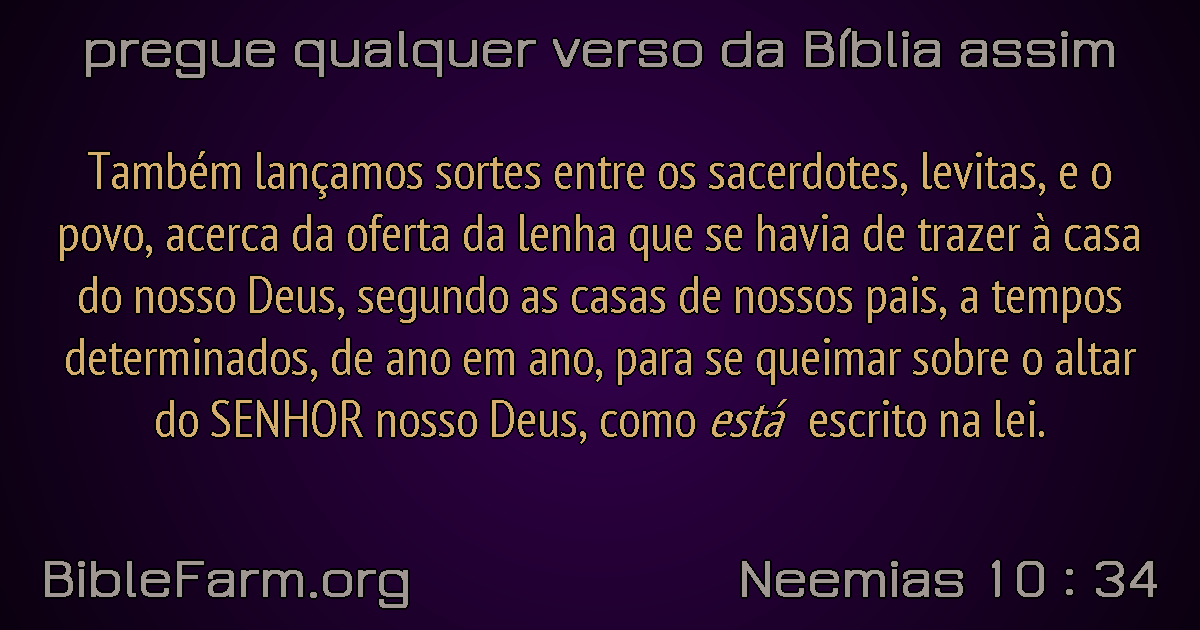 pregue qualquer verso da Bíblia assim
Também lançamos sortes entre os sacerdotes, levitas, e o
povo, acerca da oferta da lenha que se havia de trazer à casa
do nosso Deus, segundo as casas de nossos pais, a tempos
determinados, de ano em ano, para se queimar sobre o altar
do SENHOR nosso Deus, como está escrito na lei.
BibleFarm.org
Neemias 10 : 34